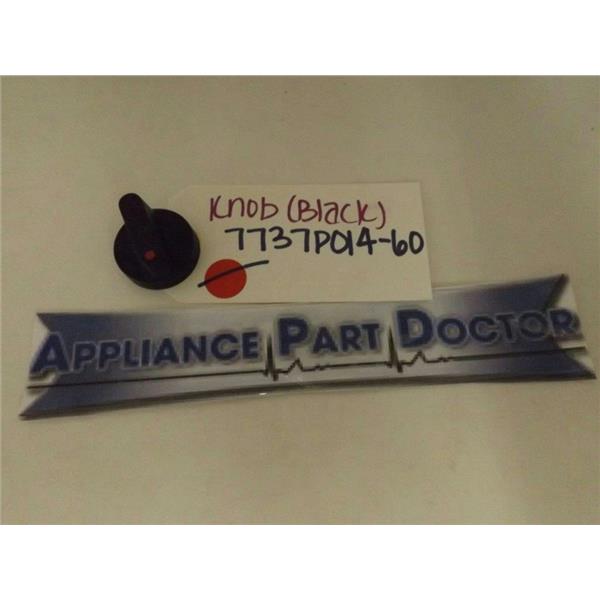 Knob (Black)
7737P014-60
APPLIANCE PART DOCTOR